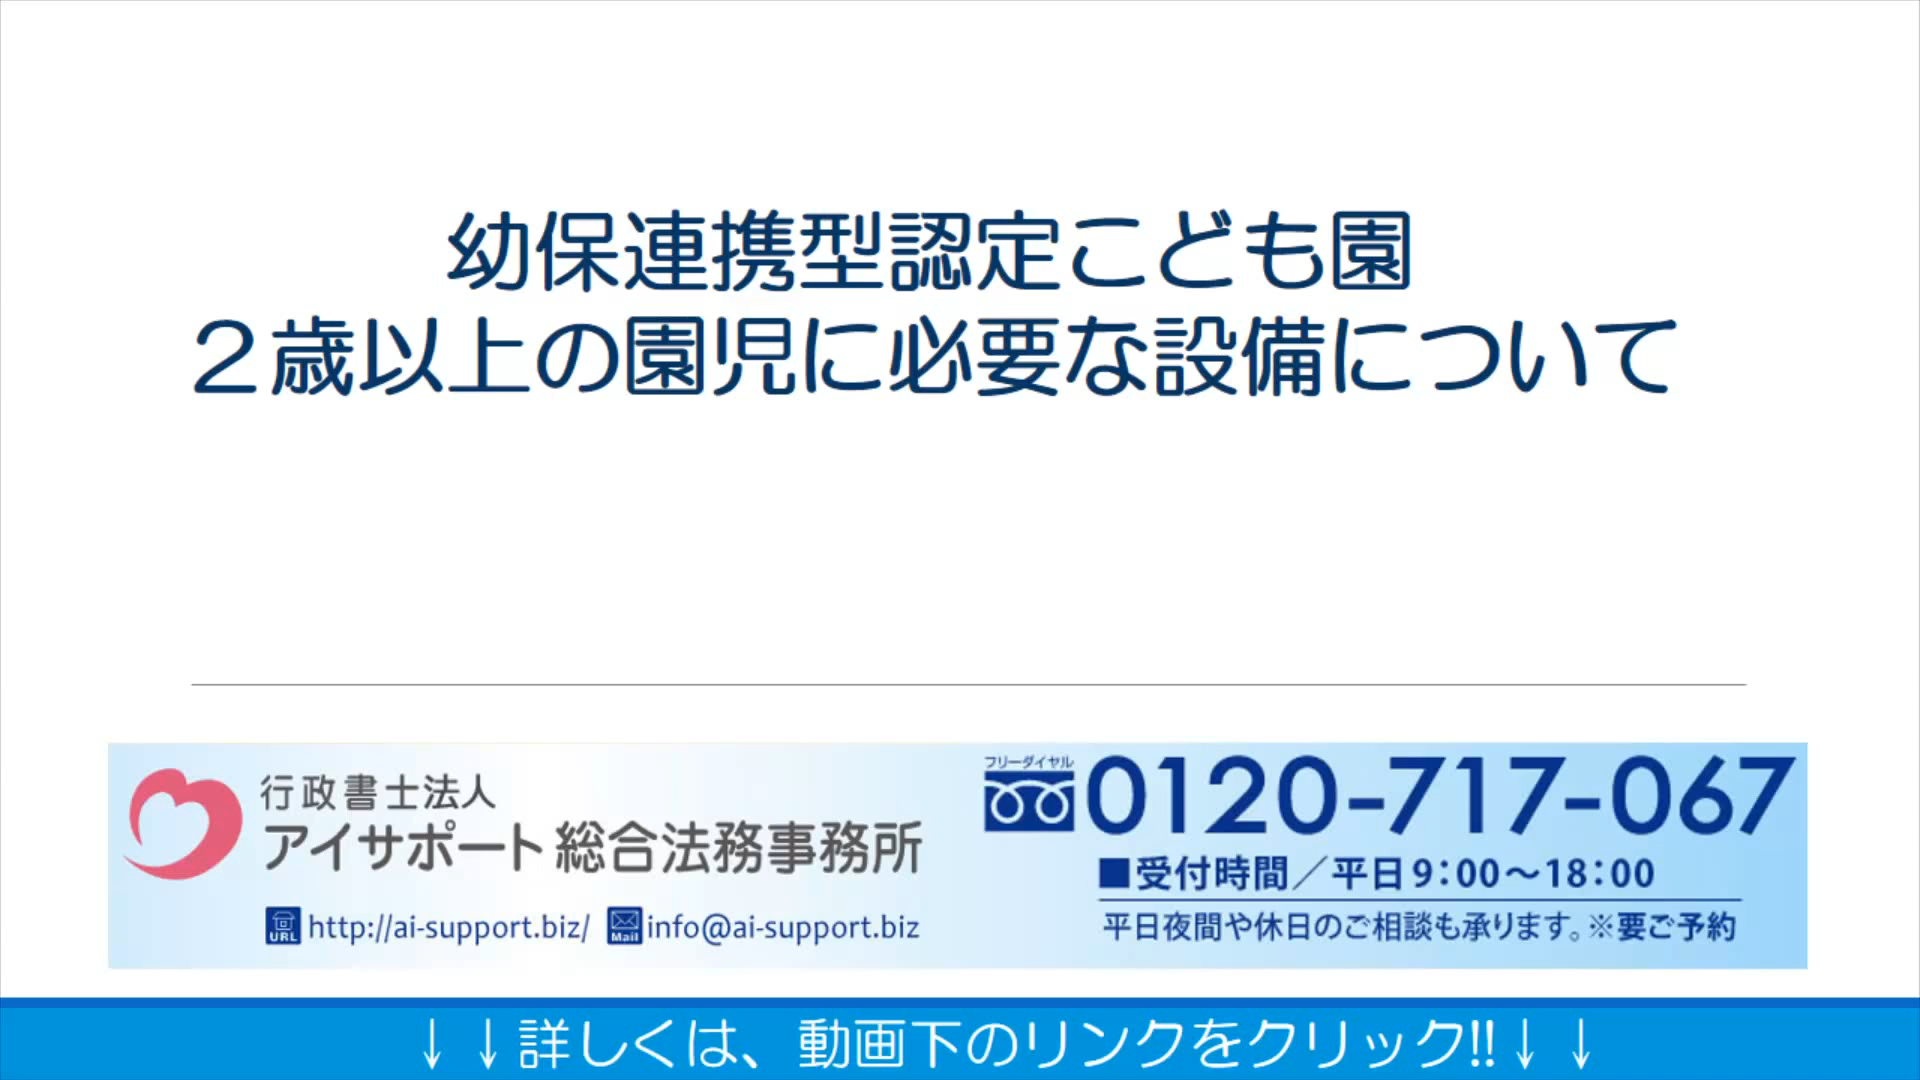 幼保連携型認定こども園
２歳以上の園児に必要な設備について
行政書士法人
アイサポート総合法務事務所
URL http://ai-support.biz/ Mail info@ai-support.biz
フリーダイヤル
0120-717-067
■受付時間／平日9：00～18：00
平日夜間や休日のご相談も承ります。※要ご予約
↓↓詳しくは、動画下のリンクをクリック!!↓↓